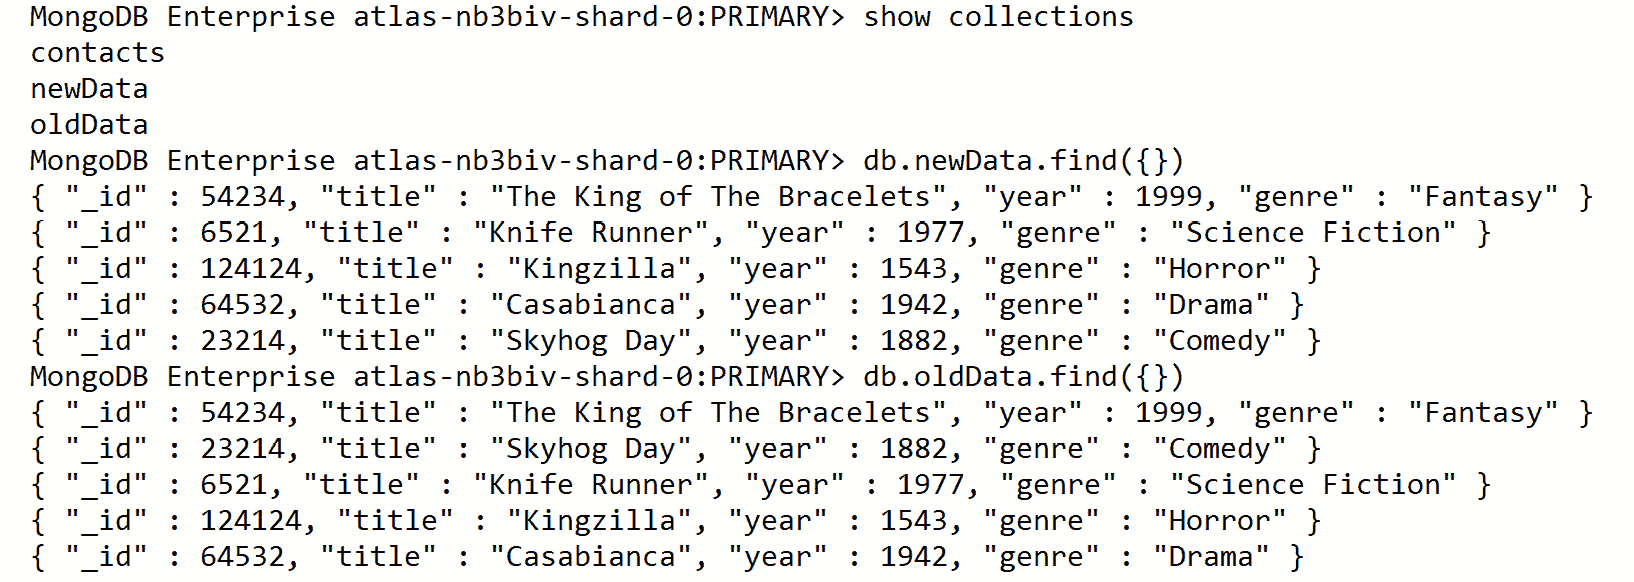 MongoDB Enterprise atlas-nb3biv-shard-0:PRIMARY> show collections
contacts
newData
oldData
MongoDB Enterprise atlas-nb3biv-shard-0:PRIMARY> db.newData.find({})
{ "_id" : 54234, "title" : "The King of The Bracelets", "year" : 1999, "genre" : "Fantasy" }
{ "_id" : 6521, "title" : "Knife Runner", "year" : 1977, "genre" : "Science Fiction" }
{ "_id" : 124124, "title" : "Kingzilla", "year" : 1543, "genre" : "Horror" }
{ "_id" : 64532, "title" : "Casabianca", "year" : 1942, "genre" : "Drama" }
{ "_id" : 23214, "title" : "Skyhog Day", "year" : 1882, "genre" : "Comedy" }
MongoDB Enterprise atlas-nb3biv-shard-0:PRIMARY> db.oldData.find({})
{ "_id" : 54234, "title" : "The King of The Bracelets", "year" : 1999, "genre" : "Fantasy" }
{ "_id" : 23214, "title" : "Skyhog Day", "year" : 1882, "genre" : "Comedy" }
{ "_id" : 6521, "title" : "Knife Runner", "year" : 1977, "genre" : "Science Fiction" }
{ "_id" : 124124, "title" : "Kingzilla", "year" : 1543, "genre" : "Horror" }
{ "_id" : 64532, "title" : "Casabianca", "year" : 1942, "genre" : "Drama" }